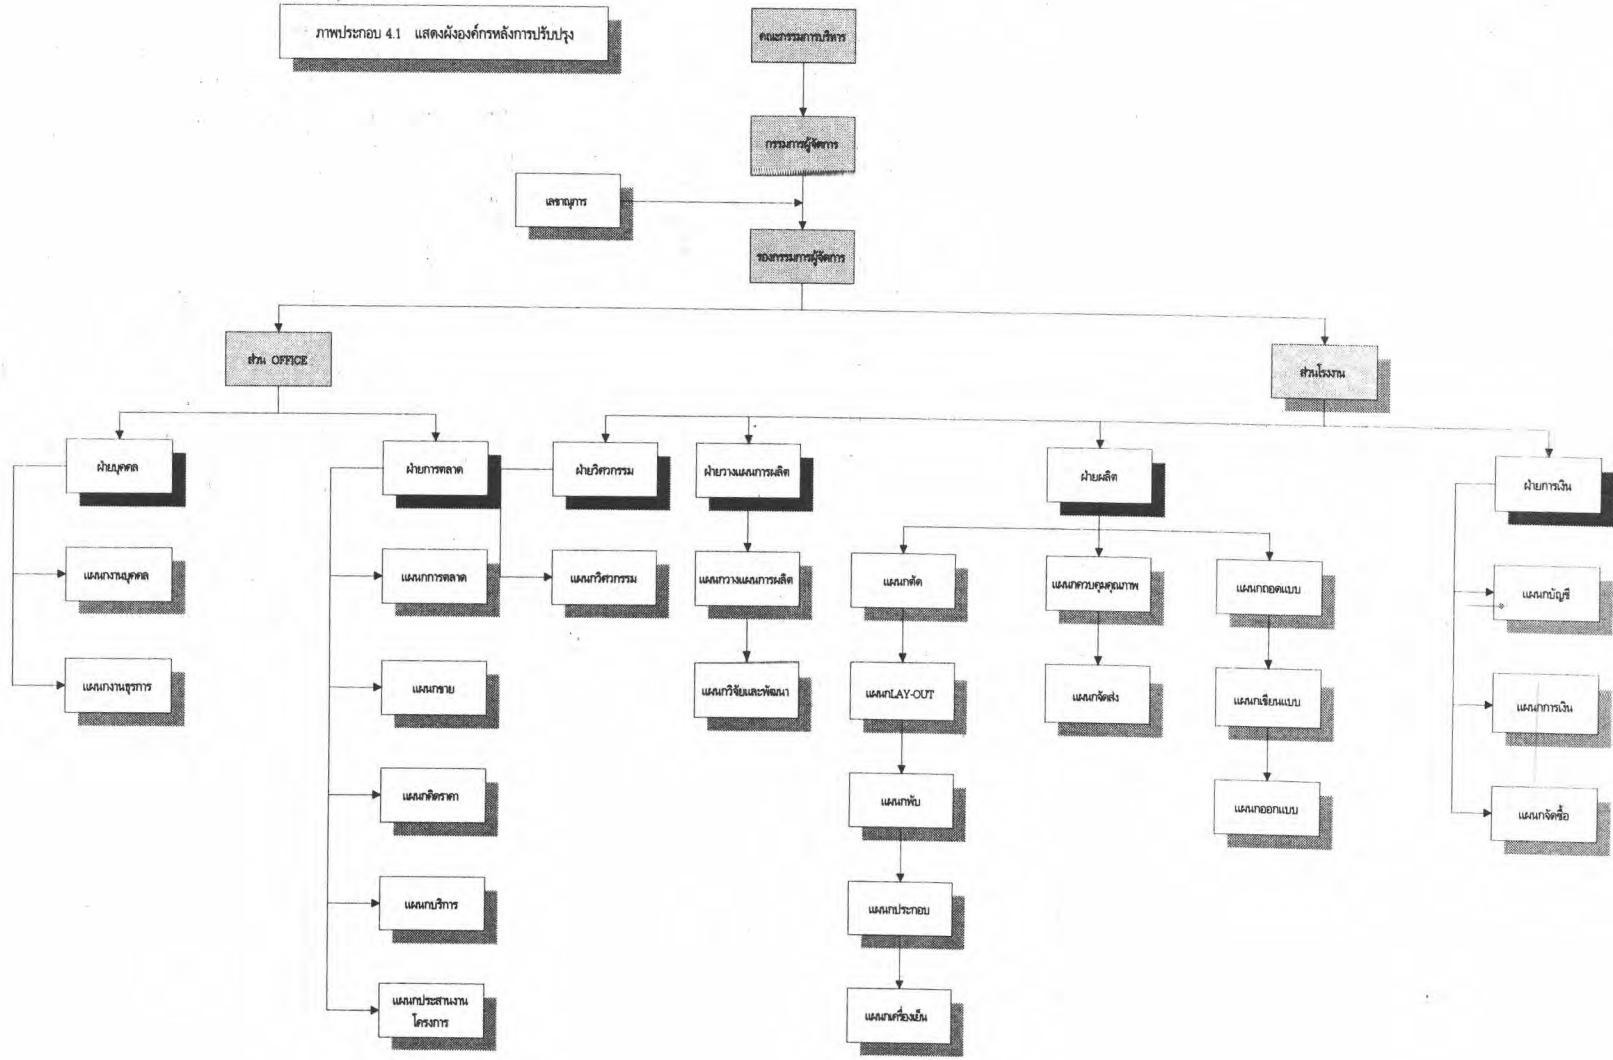 ภาพประกอบ 4.1 แสดงผังองค์กรหลังการปรับปรุง
คณะกรรมการบริหาร
กรรมการผู้จัดการ
เลขานุการ
รองกรรมการผู้จัดการ
ส่วน OFFICE
ส่วนโรงงาน
ฝ่ายบุคคล
ฝ่ายการตลาด
ฝ่ายวิศวกรรม
ฝ่ายวางแผนการผลิต
ฝ่ายผลิต
ฝ่ายการเงิน
แผนกงานบุคคล
แผนกการตลาด
แผนกวิศวกรรม
แผนกวางแผนการผลิต
แผนกตัด
แผนกควบคุมคุณภาพ
แผนกถอดแบบ
แผนกบัญชี
แผนกงานธุรการ
แผนกขาย
แผนกวิจัยและพัฒนา
แผนกLAY-OUT
แผนกจัดส่ง
แผนกเขียนแบบ
แผนกการเงิน
แผนกคิดราคา
แผนกพับ
แผนกออกแบบ
แผนกจัดซื้อ
แผนกบริการ
แผนกประกอบ
แผนกประสานงาน
โครงการ
แผนกเครื่องเย็น